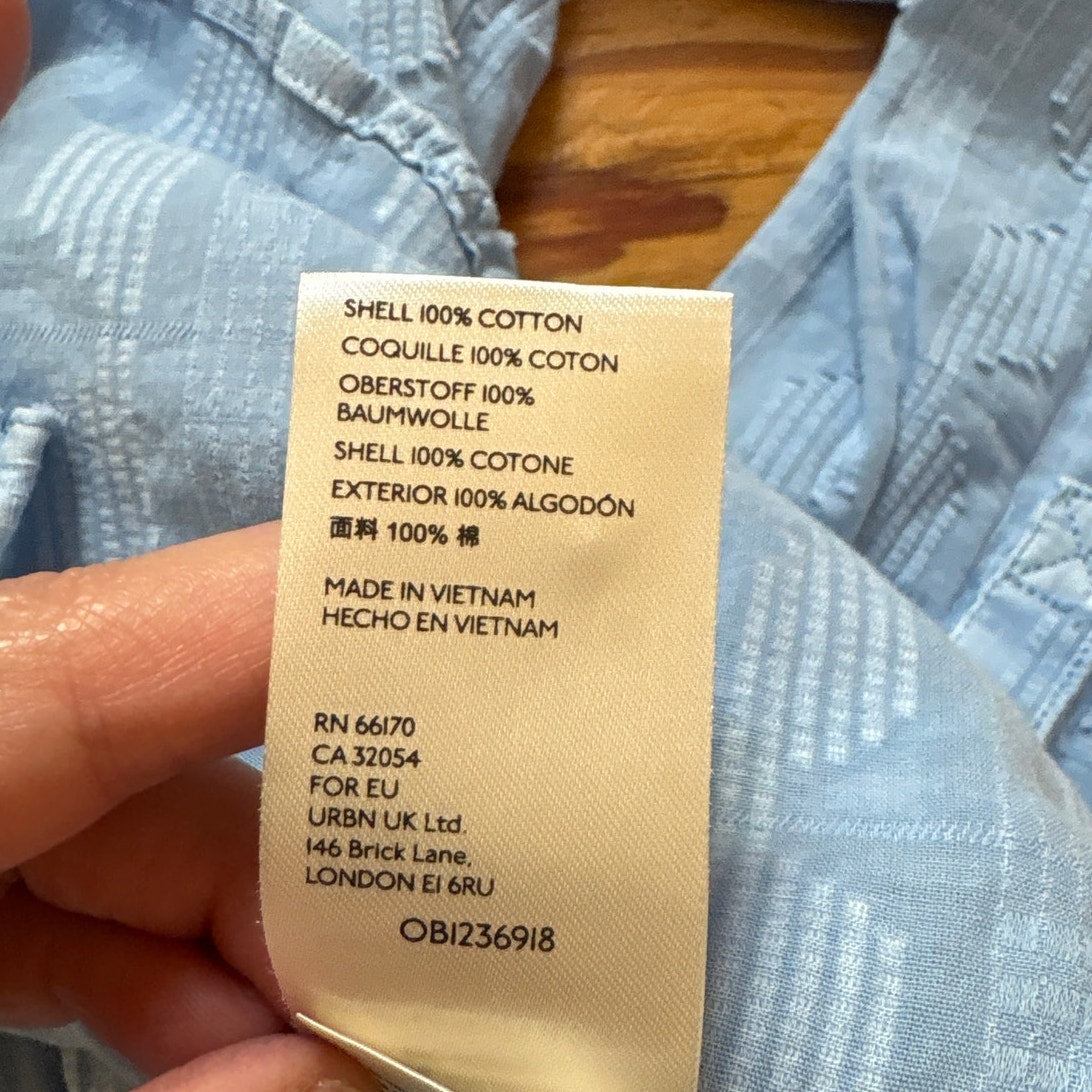 SHELL 100% COTTON
COQUILLE 100% COTON
OBERSTOFF 100%
BAUMWOLLE
SHELL 100% COTONE
EXTERIOR 100% ALGODÓN
面料 100% 棉
MADE IN VIETNAM
HECHO EN VIETNAM
RN 66170
CA 32054
FOR EU
URBN UK Ltd.
146 Brick Lane,
LONDON E1 6RU
OB1236918